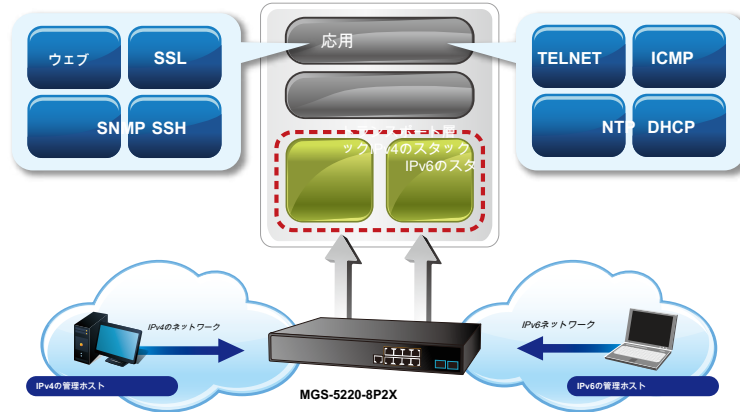 ウェブ
SSL
SNMP SSH
応用
TELNET
ICMP
NTP
DHCP
ックIPv4のスタック
IPv6のスタ
IPv4のネットワーク
IPv6ネットワーク
IPv4の管理ホスト
IPv6の管理ホスト
MGS-5220-8P2X